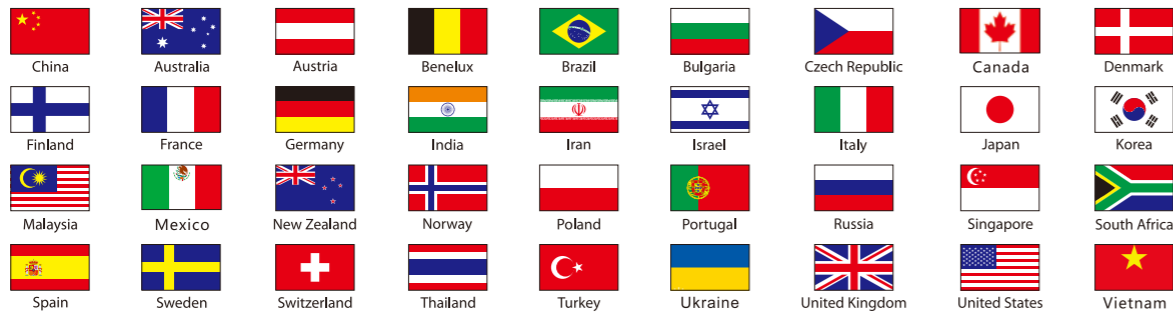 China Australia Austria Benelux Brazil Bulgaria Czech Republic Canada Denmark
Finland France Germany India Iran Israel Italy Japan Korea
Malaysia Mexico New Zealand Norway Poland Portugal Russia Singapore South Africa
Spain Sweden Switzerland Thailand Turkey Ukraine United Kingdom United States Vietnam